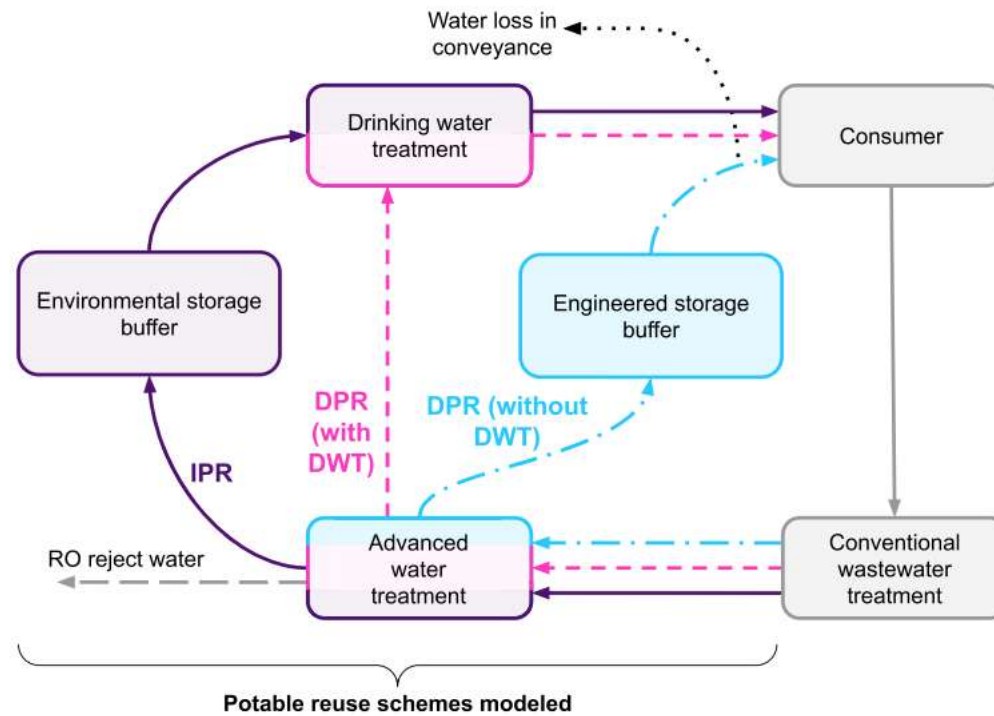 Water loss in
conveyance
Drinking water
treatment
Consumer
Environmental storage
buffer
Engineered storage
buffer
DPR
(with
DWT)
DPR (without
DWT)
IPR
RO reject water
Advanced
water
treatment
Conventional
wastewater
treatment
Potable reuse schemes modeled